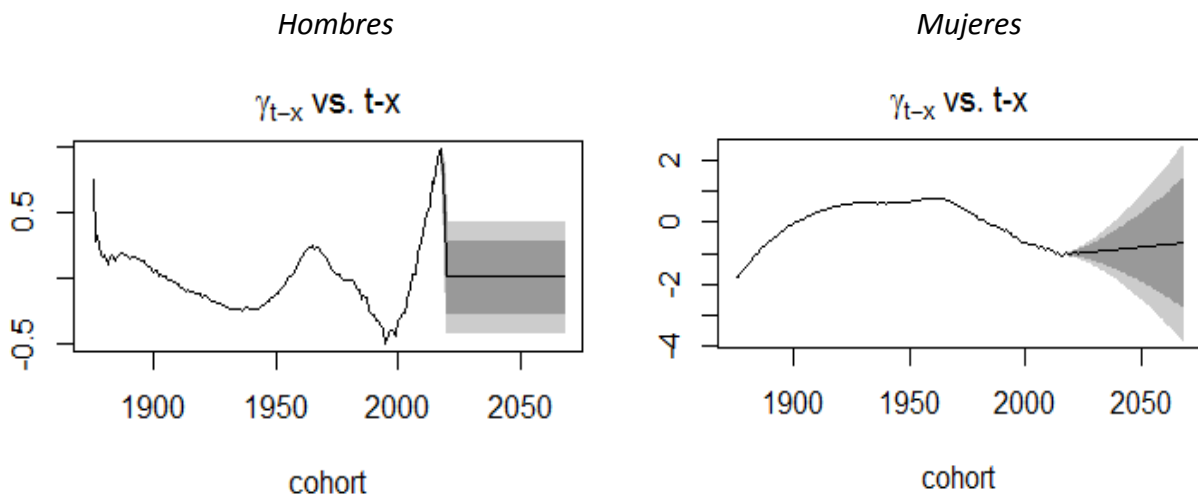 Hombres
Mujeres
γt−x vs. t-x
γt−x vs. t-x
0.5
-0.5
1900 1950 2000 2050
cohort
2
0
-2
-4
1900 1950 2000 2050
cohort